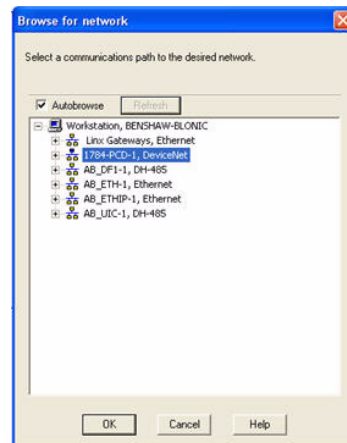 Browse for network
Select a communications path to the desired network.
Autobrowse
Refresh
Workstation, BENSHAW-BLONIC
Linx Gateways, Ethernet
1784-PCD-1, DeviceNet
AB_DF1-1, DH-485
AB_ETH-1, Ethernet
AB_ETHIP-1, Ethernet
AB_UIC-1, DH-485
OK
Cancel
Help